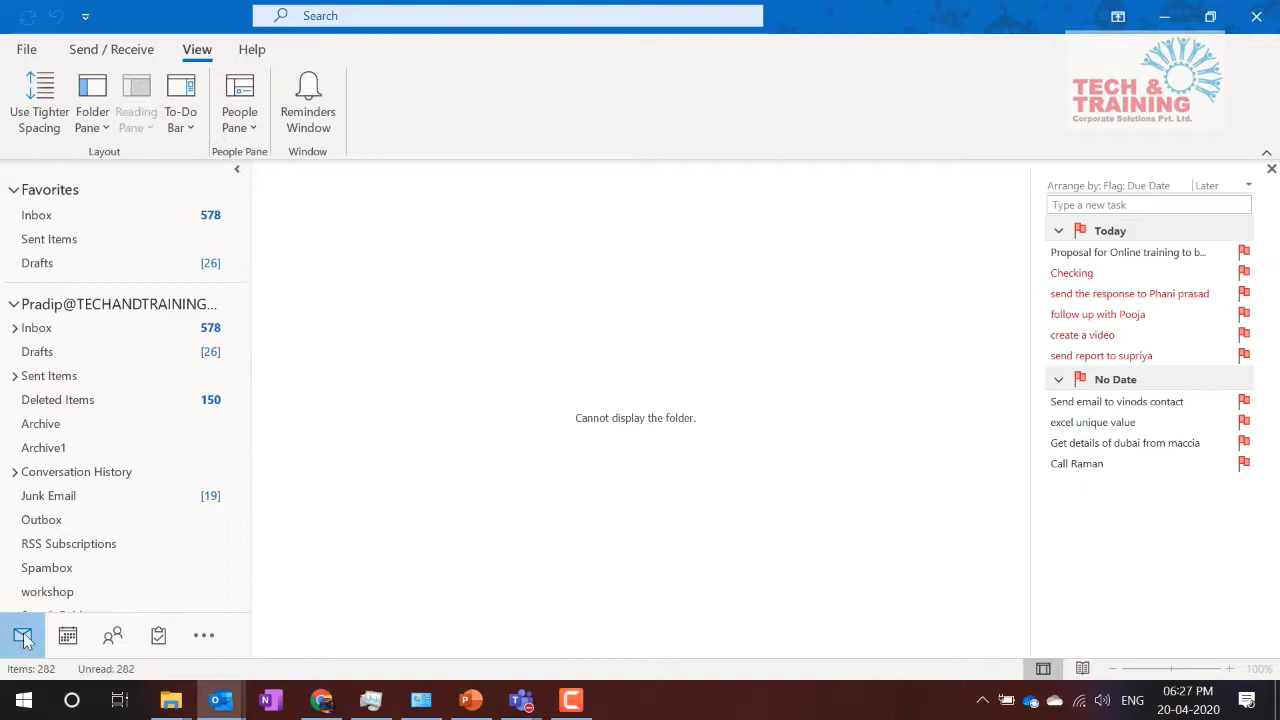 Search
File Send / Receive View Help
Use Tighter Spacing
Folder Pane
Reading Pane
To-Do Bar
People Pane
Reminders Window
Layout People Pane Window
TECH & TRAINING
Corporate Solutions Pvt. Ltd.
Favorites
Inbox 578
Sent Items
Drafts [26]
Pradip@TECHANDTRAINING...
Inbox 578
Drafts [26]
Sent Items
Deleted Items 150
Archive
Archive1
Conversation History
Junk Email [19]
Outbox
RSS Subscriptions
Spambox
workshop
Cannot display the folder.
Arrange by: Flag: Due Date Later
Type a new task
Today
Proposal for Online training to b...
Checking
send the response to Phani prasad
follow up with Pooja
create a video
send report to supriya
No Date
Send email to vinods contact
excel unique value
Get details of dubai from maccia
Call Raman
Items: 282 Unread: 282
100%
ENG
06:27 PM
20-04-2020